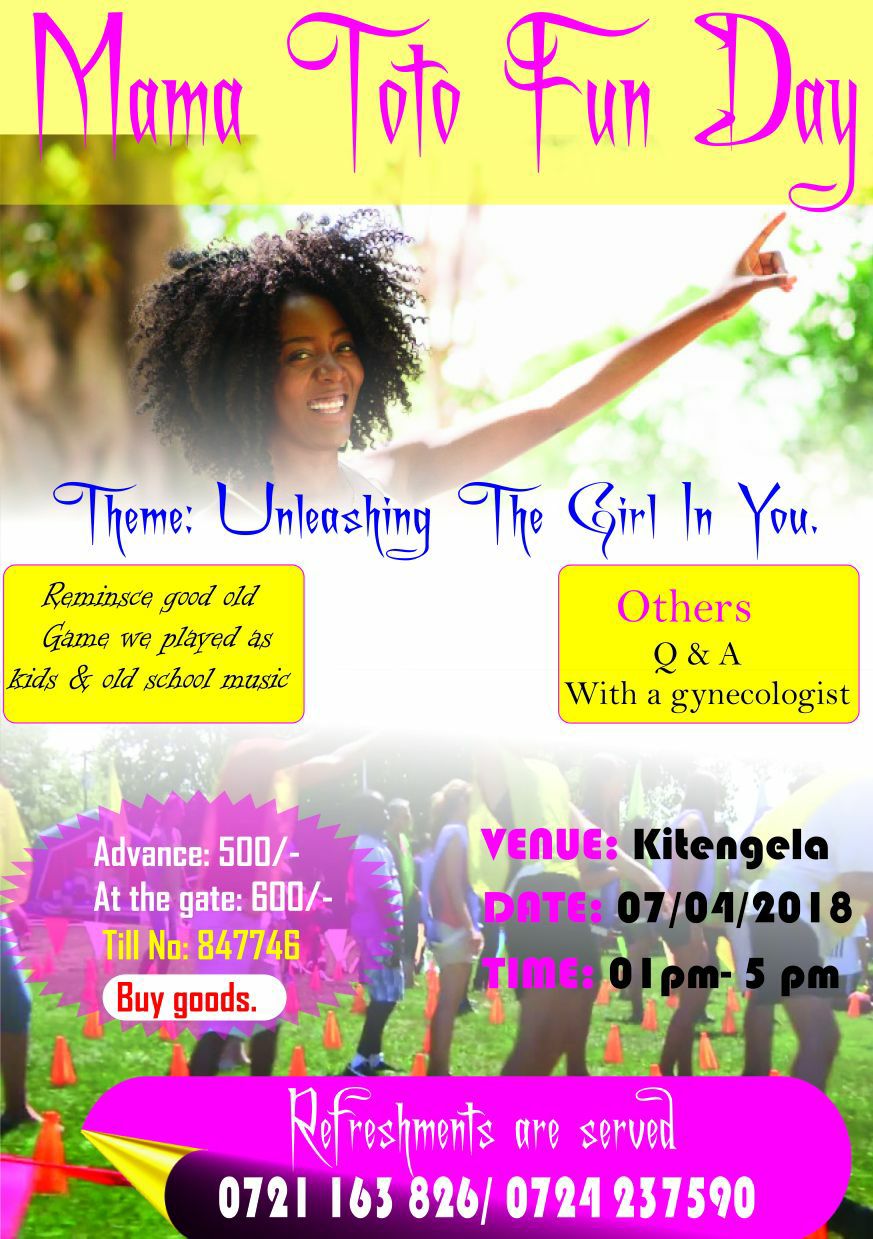 Mama Toto Fun Day
Theme: Unleashing The Girl In You.
Reminsce good old
Game we played as
kids & old school music
Others
Q & A
With a gynecologist
Advance: 500/-
At the gate: 600/-
Till No: 847746
Buy goods.
VENUE: Kitengela
DATE: 07/04/2018
TIME: 01pm- 5 pm
Refreshments are served
0721 163 826/ 0724 237590